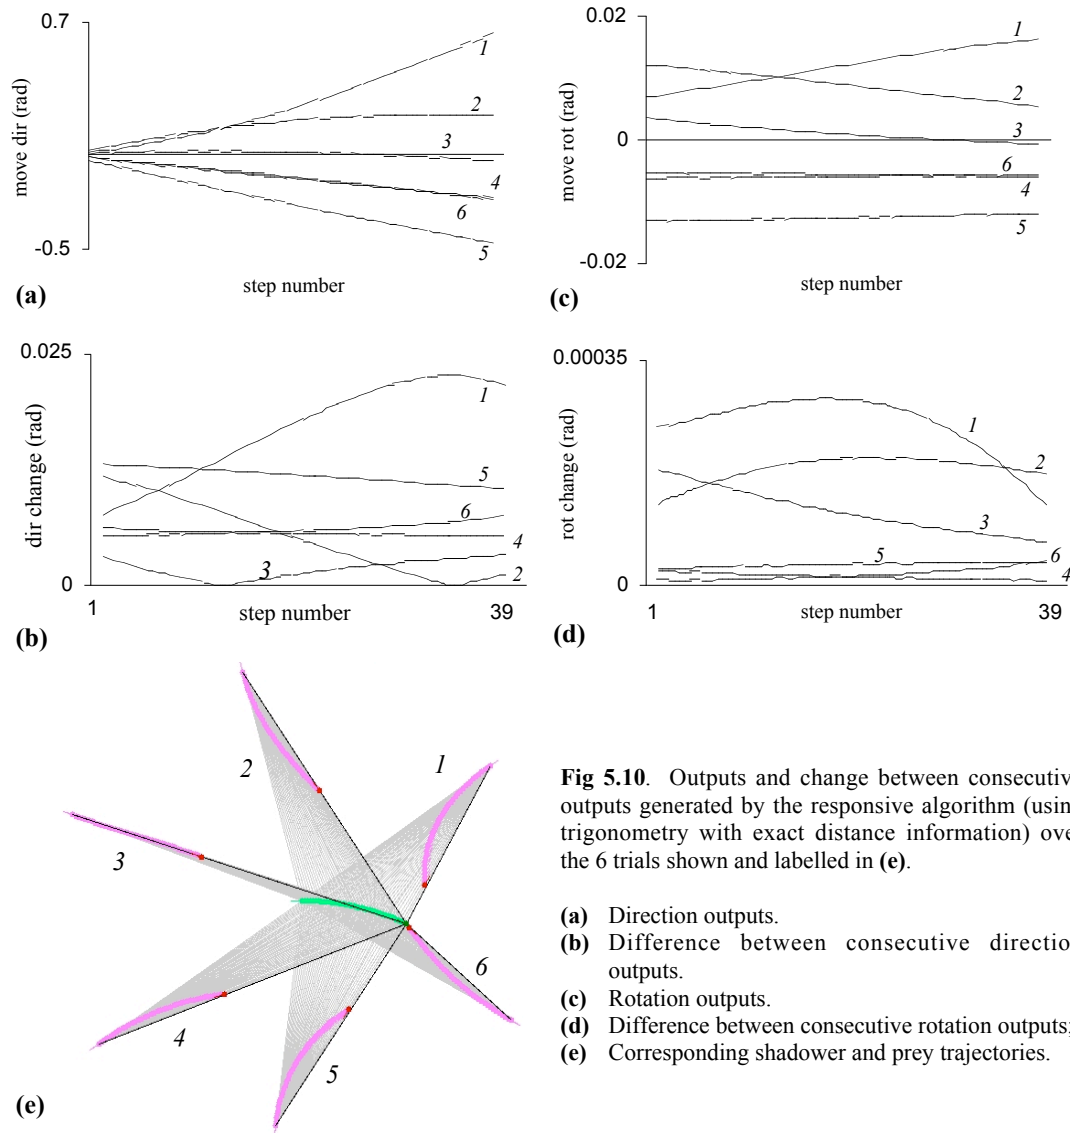 0.7
move dir (rad)
-0.5
1
2
3
4
6
5
step number
(a)
0.02
move rot (rad)
0
-0.02
1
2
3
6
4
5
step number
(c)
0.025
dir change (rad)
0
1
5
6
4
3
2
1
step number
39
(b)
0.00035
rot change (rad)
0
1
2
3
5
6
4
1
step number
39
(d)
2
1
3
6
4
5
(e)
Fig 5.10. Outputs and change between consecutiv
outputs generated by the responsive algorithm (usin
trigonometry with exact distance information) ove
the 6 trials shown and labelled in (e).
(a) Direction outputs.
(b) Difference between consecutive directio
outputs.
(c) Rotation outputs.
(d) Difference between consecutive rotation outputs;
(e) Corresponding shadower and prey trajectories.